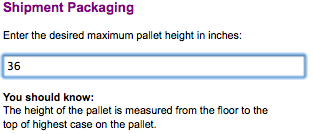 Shipment Packaging
Enter the desired maximum pallet height in inches:
36
You should know:
The height of the pallet is measured from the floor to the
top of highest case on the pallet.